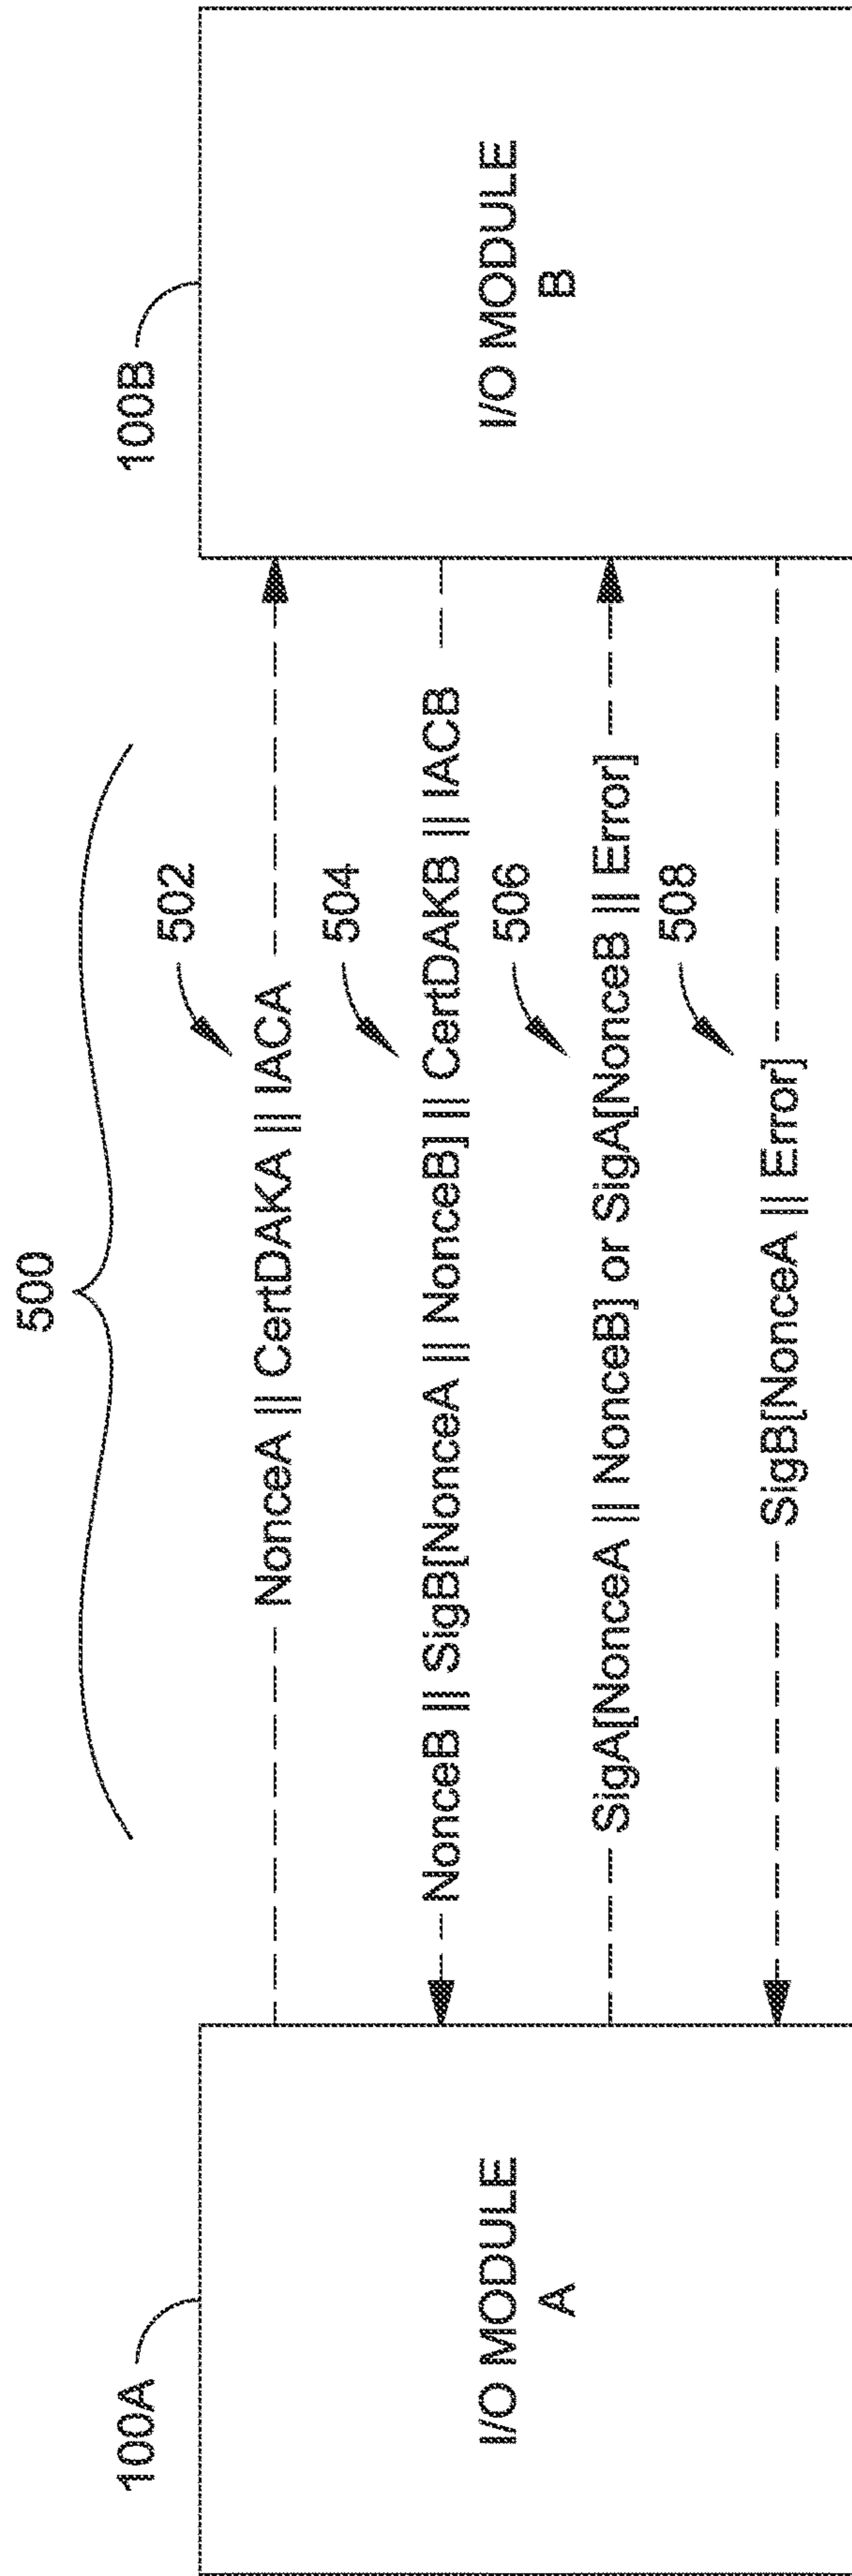 500
100A
100B
I/O MODULE
A
I/O MODULE
B
502
NonceA || CertDAKA || IACA
504
NonceB || SigB[NonceA || NonceB] || CertDAKB || IACB
506
SigA[NonceA || NonceB] or SigA[NonceB || Error]
508
SigB[NonceA || Error]